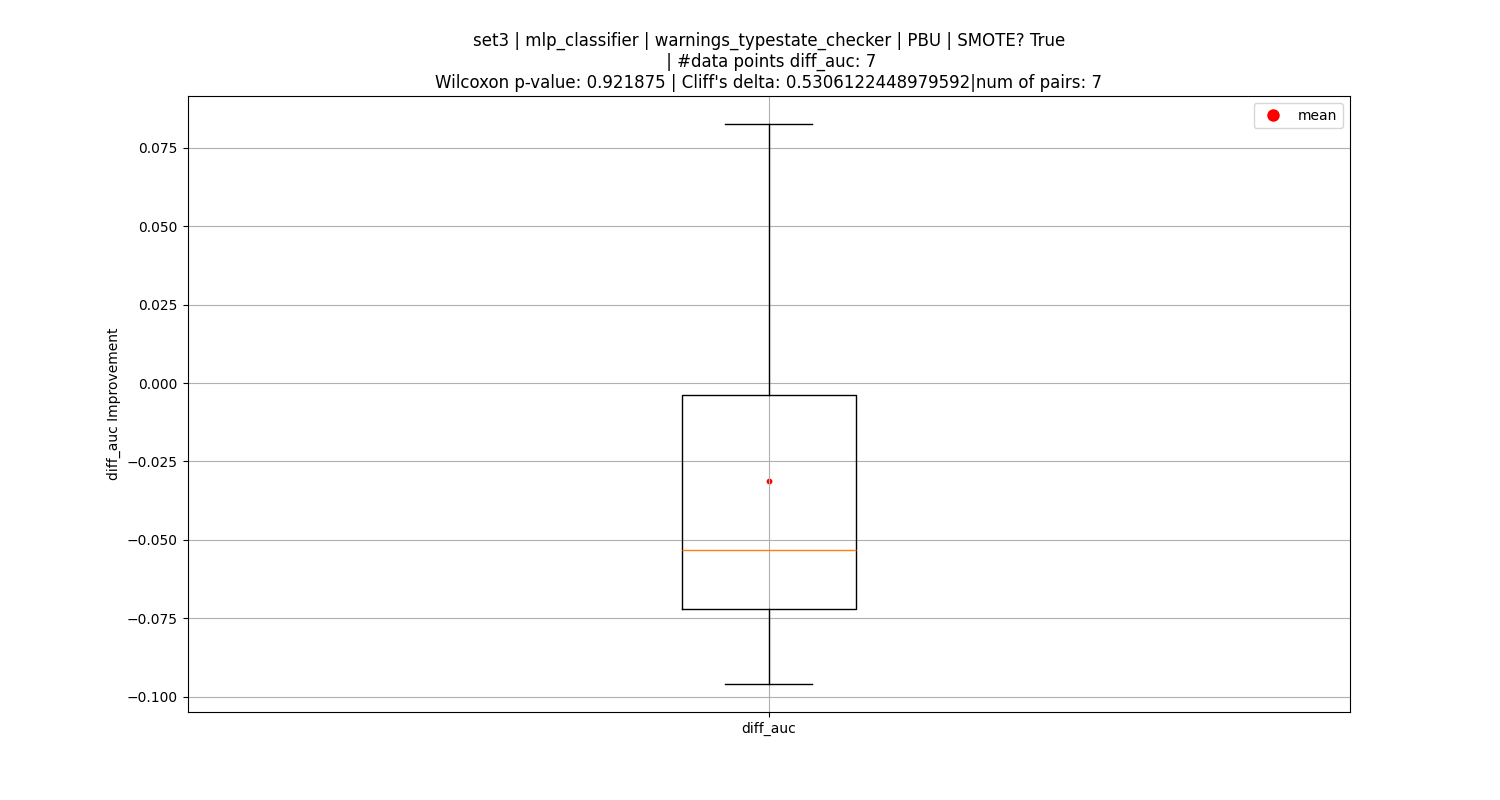 set3 | mlp_classifier | warnings_typestate_checker | PBU | SMOTE? True
| #data points diff_auc: 7
Wilcoxon p-value: 0.921875 | Cliff's delta: 0.5306122448979592|num of pairs: 7
mean
0.075
0.050
0.025
0.000
−0.025
−0.050
−0.075
−0.100
diff_auc Improvement
diff_auc